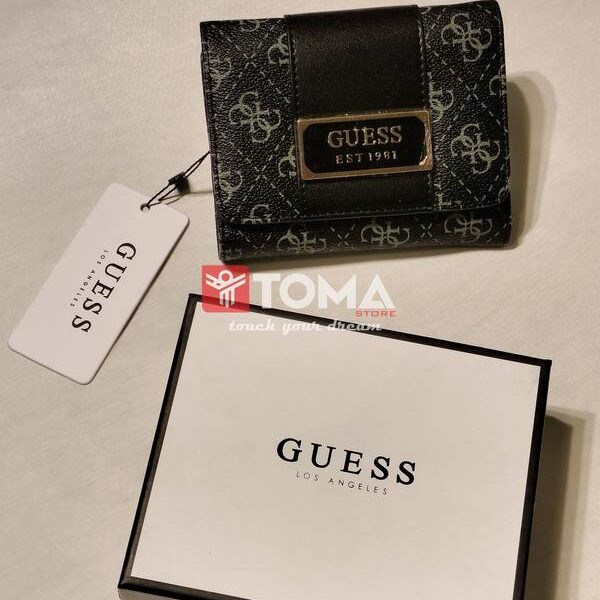 GUESS
EST 1981
GUESS
LOS ANGELES
TOMA
STORE
touch your dream
GUESS
LOS ANGELES